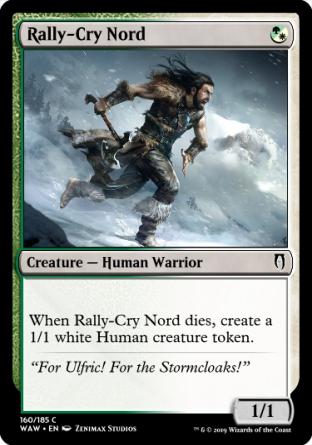 Rally-Cry Nord
Creature — Human Warrior
When Rally-Cry Nord dies, create a
1/1 white Human creature token.
“For Ulfric! For the Stormcloaks!”
1/1
160/185 C
WAW • EN Zenimax Studios
™ & © 2019 Wizards of the Coast